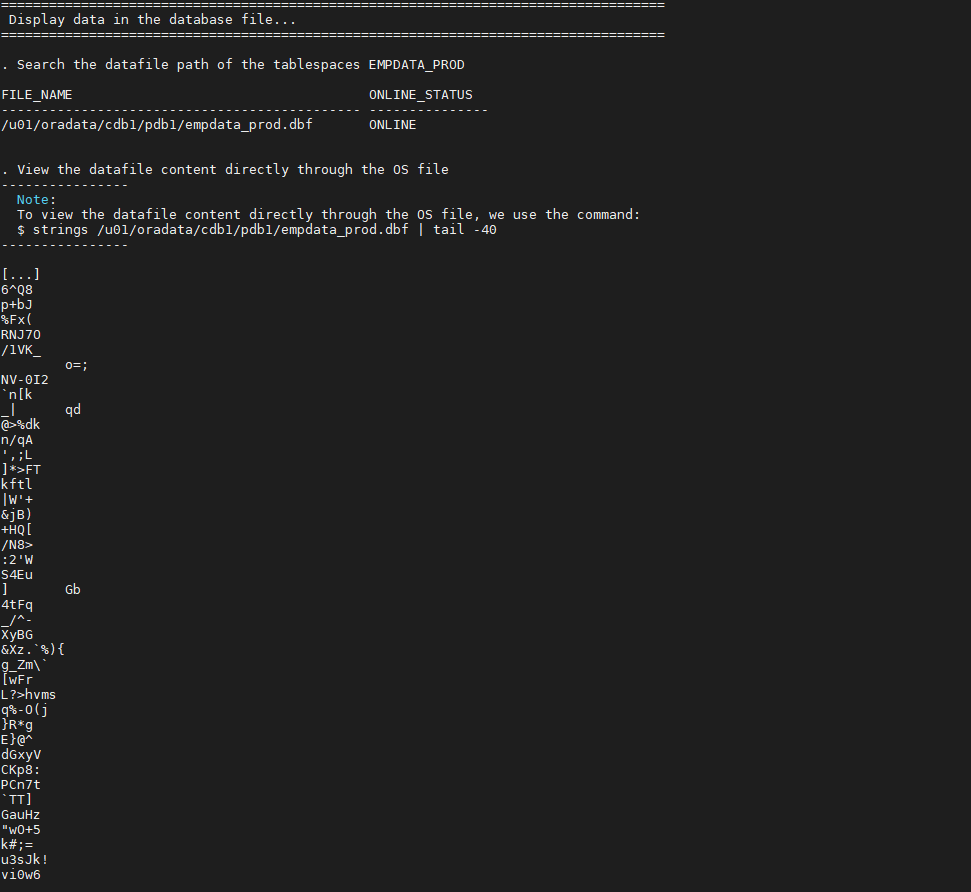 ===================================================================================
 Display data in the database file...
===================================================================================

. Search the datafile path of the tablespaces EMPDATA_PROD

FILE_NAME                                     ONLINE_STATUS
--------------------------------------------- ---------------
/u01/oradata/cdb1/pdb1/empdata_prod.dbf       ONLINE


. View the datafile content directly through the OS file
----------------
  Note:
  To view the datafile content directly through the OS file, we use the command:
  $ strings /u01/oradata/cdb1/pdb1/empdata_prod.dbf | tail -40
----------------

[...]
6^Q8
p+bJ
%Fx(
RNJ7O
/1VK_
        o=;
NV-0I2
`n[k
_|      qd
@>%dk
n/qA
',;L
]*>FT
kftl
|W'+
&jB)
+HQ[
/N8>
:2'W
S4Eu
]       Gb
4tFq
_/^-
XyBG
&Xz.`%){
g_Zm\`
[wFr
L?>hvms
q%-O(j
}R*g
E}@^
dGxyV
CKp8:
PCn7t
`TT]
GauHz
"wO+5
k#;=
u3sJk!
vi0w6